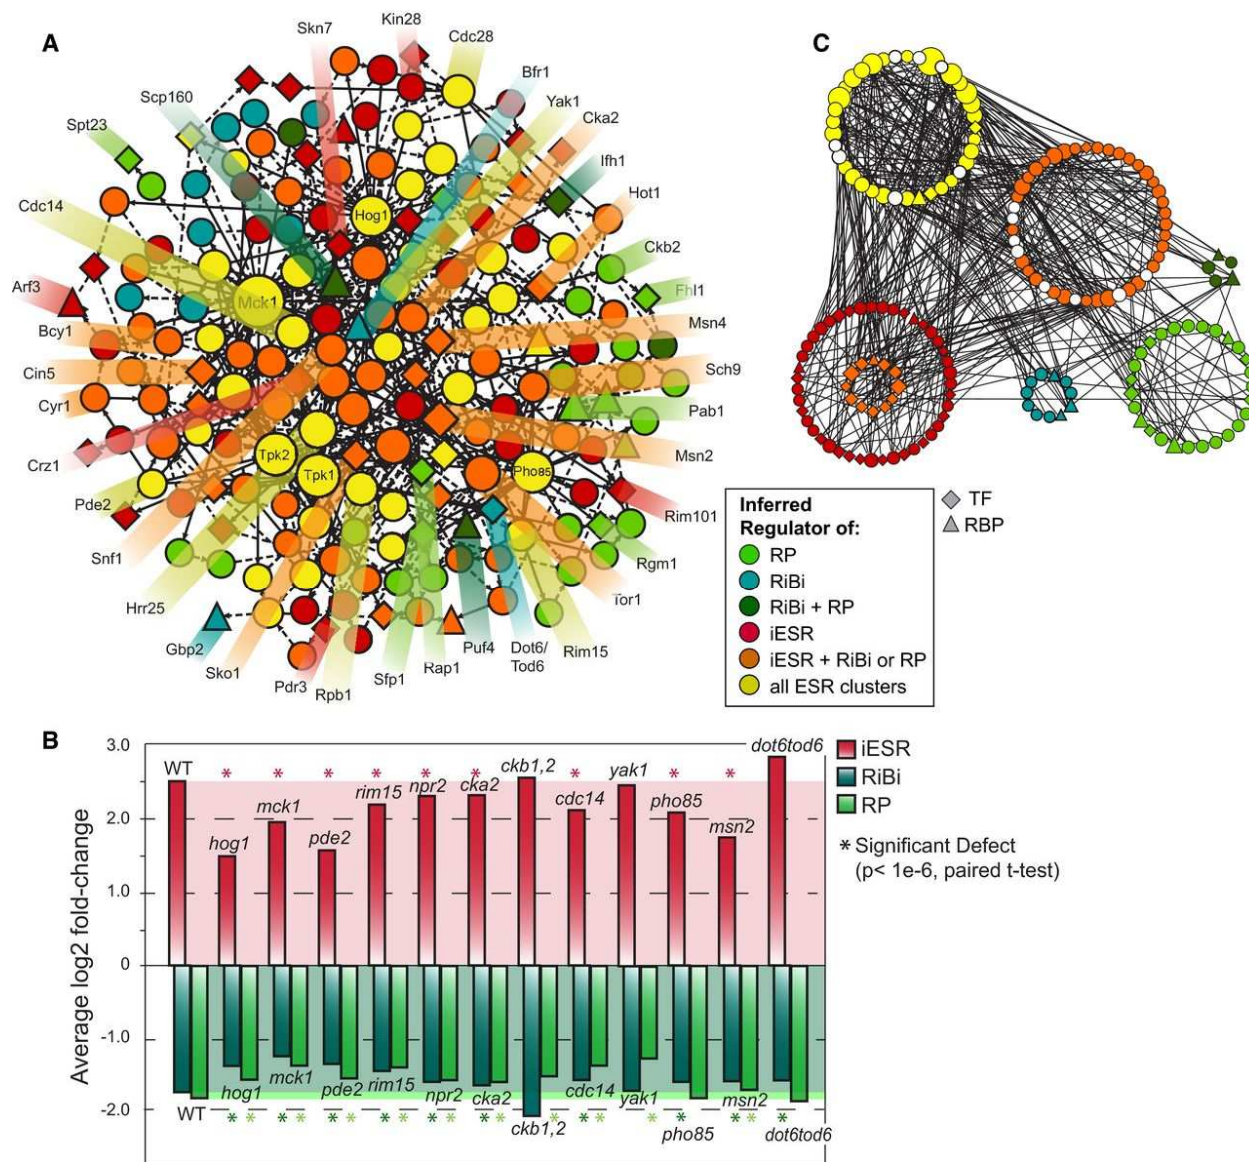 A
Skn7
Kin28
Cdc28
Bfr1
Yak1
Cka2
Ifh1
Hot1
Ckb2
Fhl1
Msn4
Sch9
Pab1
Msn2
Rim101
Rgm1
Tor1
Rim15
Dot6/
Tod6
Puf4
Rap1
Sfp1
Rpb1
Pdr3
Sko1
Gbp2
Hrr25
Snf1
Pde2
Crz1
Cyr1
Cin5
Bcy1
Arf3
Cdc14
Spt23
Scp160
Hog1
Mck1
Tpk2
Tpk1
Pho85
C
Inferred
Regulator of:
RP
RiBi
RiBi + RP
iESR
iESR + RiBi or RP
all ESR clusters
TF
RBP
B
Average log2 fold-change
3.0
2.0
1.0
0
-1.0
-2.0
WT
hog1
mck1
pde2
rim15
npr2
cka2
ckb1,2
cdc14
yak1
pho85
msn2
dot6tod6
* * * * * * * * *
WT
hog1
mck1
pde2
rim15
npr2
cka2
ckb1,2
cdc14
yak1
pho85
msn2
dot6tod6
* * * * * * * * * * * * * * * * * * *
iESR
RiBi
RP
* Significant Defect
(p< 1e-6, paired t-test)